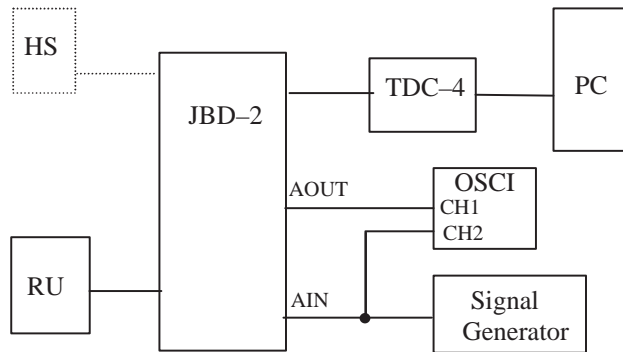 HS
JBD–2
TDC–4
PC
AOUT
OSCI
CH1
CH2
RU
AIN
Signal
Generator